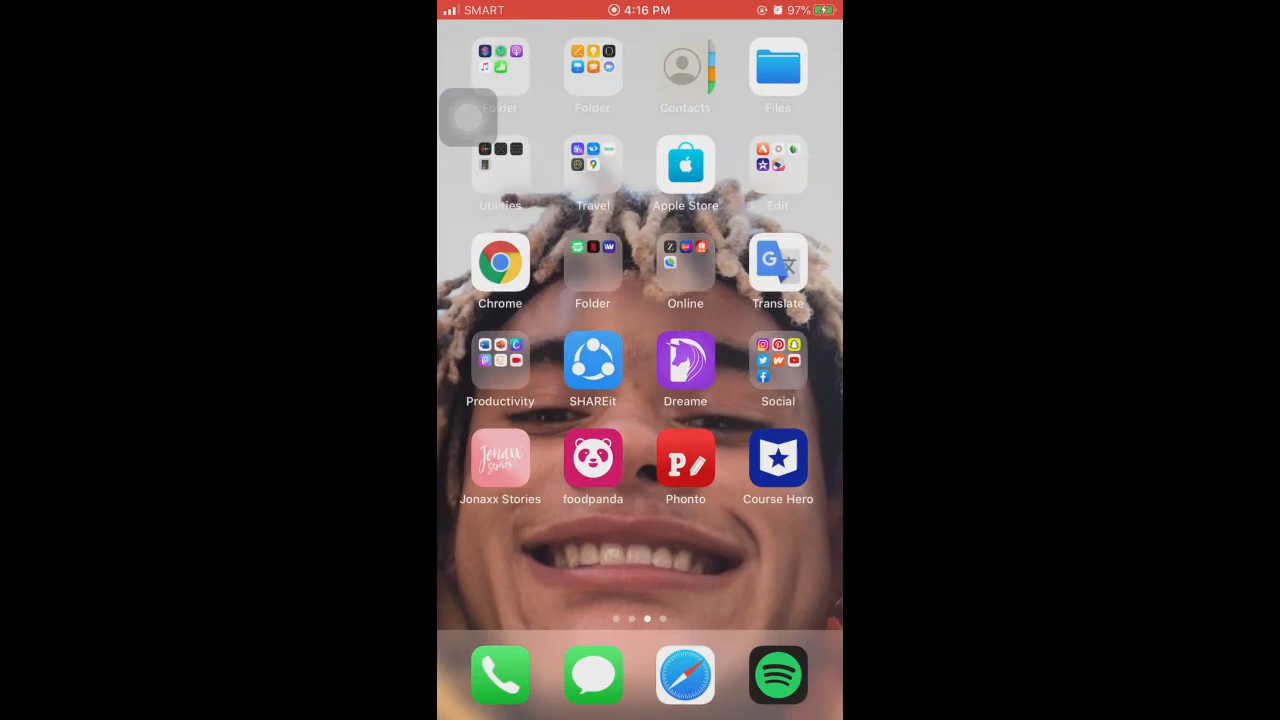 SMART 4:16 PM 97%
Folder Folder Contacts Files
Utilities Travel Apple Store Edit
Chrome Folder Online Translate
Productivity SHAREit Dreame Social
Jonaxx
Jonaxx Stories foodpanda Phonto Course Hero